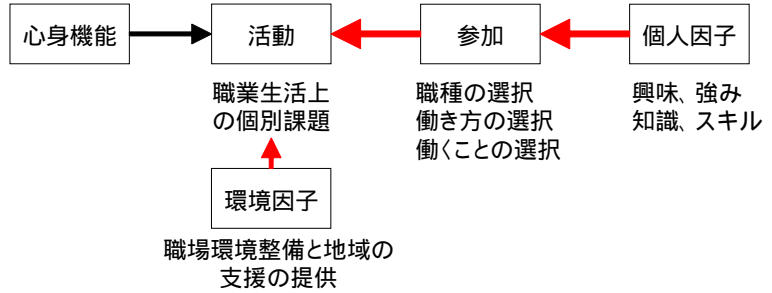 心身機能
活動
参加
個人因子
職業生活上
の個別課題
職種の選択
働き方の選択
働くことの選択
興味、強み
知識、スキル
環境因子
職場環境整備と地域の
支援の提供